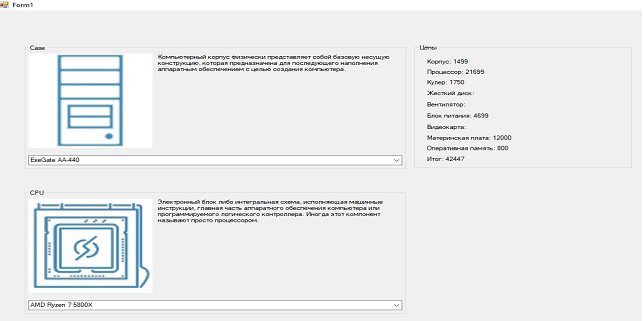 Form1
Case
Компьютерный корпус физически представляет собой базовую несущую
конструкцию, которая предназначена для последующего наполнения
аппаратным обеспечением с целью создания компьютера.
ExeGate AA-440
Цены
Корпус: 1499
Процессор: 21699
Кулер: 1750
Жесткий диск:
Вентилятор:
Блок питания: 4699
Видеокарта:
Материнская плата: 12000
Оперативная память: 800
Итог: 42447
CPU
Электронный блок либо интегральная схема, исполняющая машинные
инструкции, главная часть аппаратного обеспечения компьютера или
программируемого логического контроллера. Иногда этот компонент
называют просто процессором.
AMD Ryzen 7 5800X